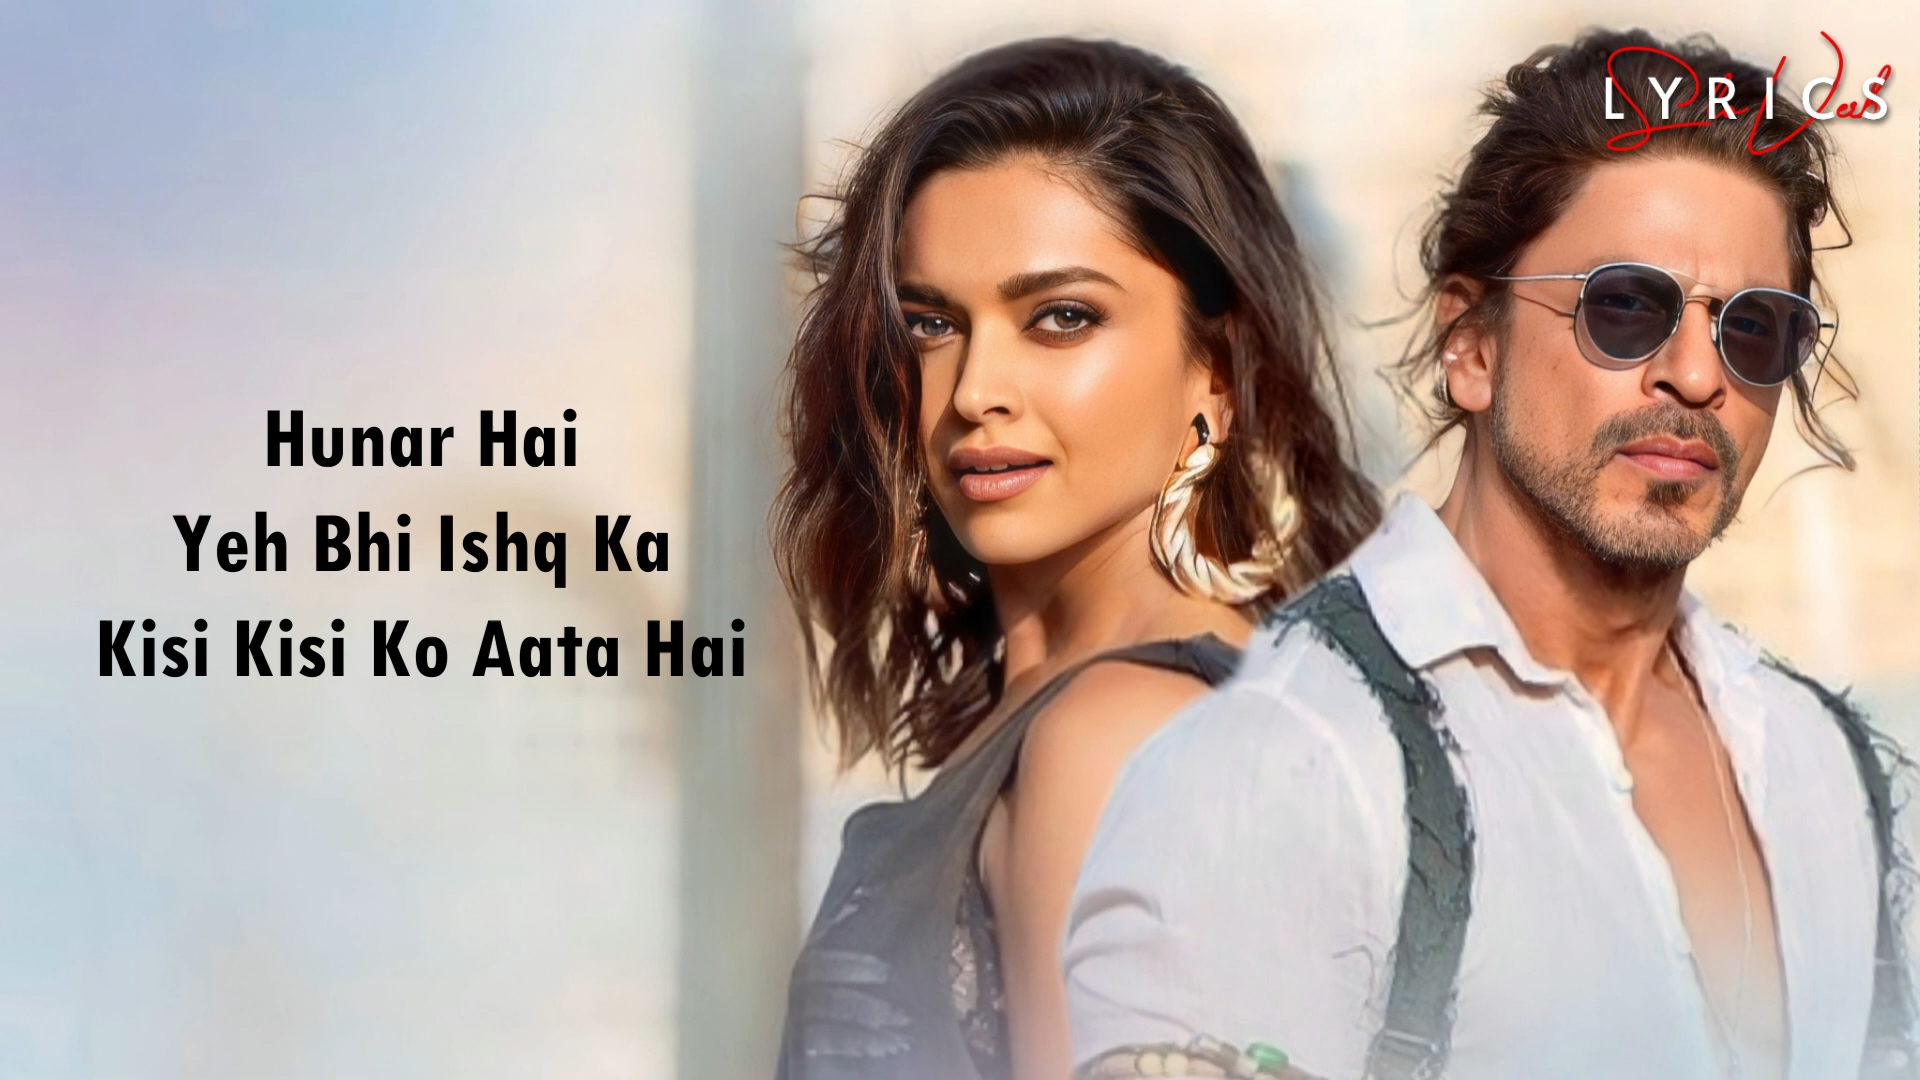 LYRICS
Hunar Hai
Yeh Bhi Ishq Ka
Kisi Kisi Ko Aata Hai